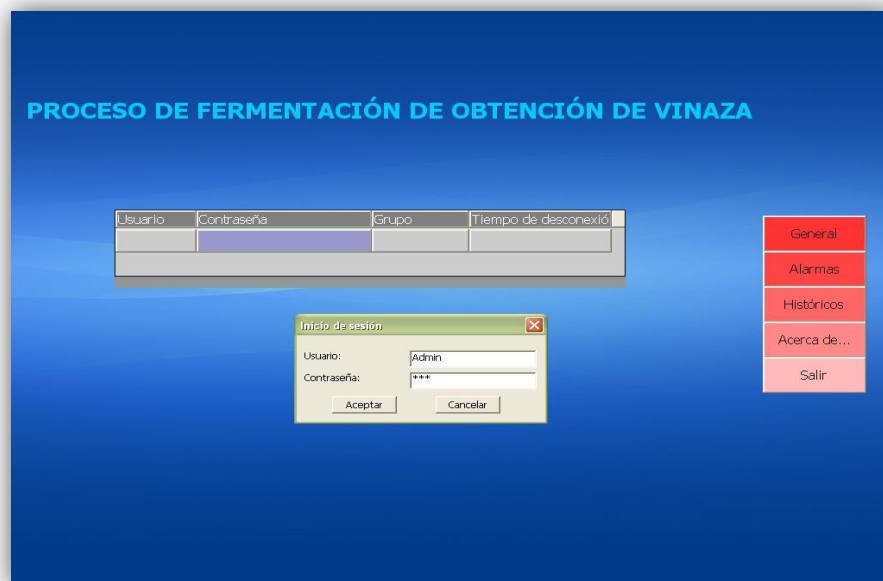 PROCESO DE FERMENTACIÓN DE OBTENCIÓN DE VINAZA
Usuario Contraseña Grupo Tiempo de desconexió
General
Alarmas
Históricos
Acerca de...
Salir
Inicio de sesión
Usuario: Admin
Contraseña: ***
Aceptar Cancelar